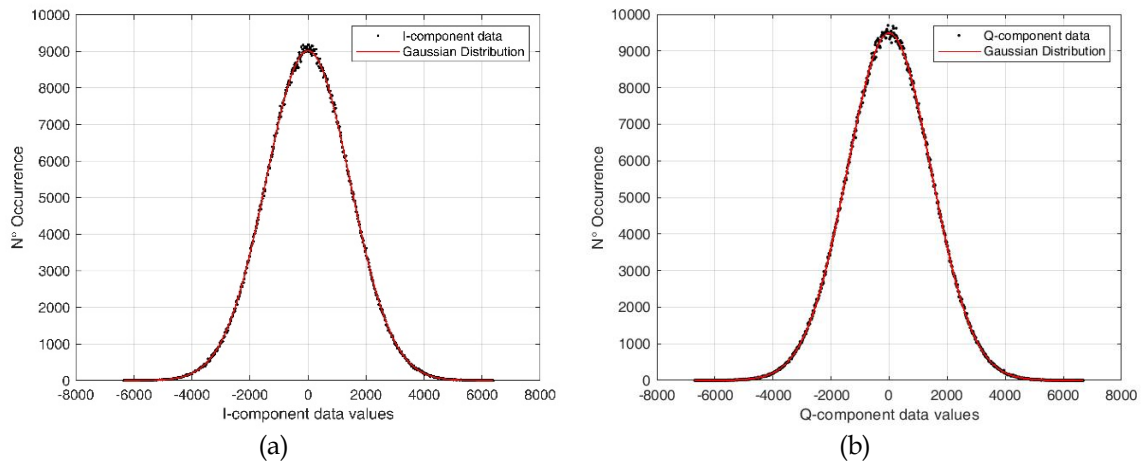 10000
9000
8000
7000
6000
5000
4000
3000
2000
1000
0
N° Occurrence
I-component data
Gaussian Distribution
-8000 -6000 -4000 -2000 0 2000 4000 6000 8000
I-component data values
(a)
10000
9000
8000
7000
6000
5000
4000
3000
2000
1000
0
N° Occurrence
Q-component data
Gaussian Distribution
-8000 -6000 -4000 -2000 0 2000 4000 6000 8000
Q-component data values
(b)